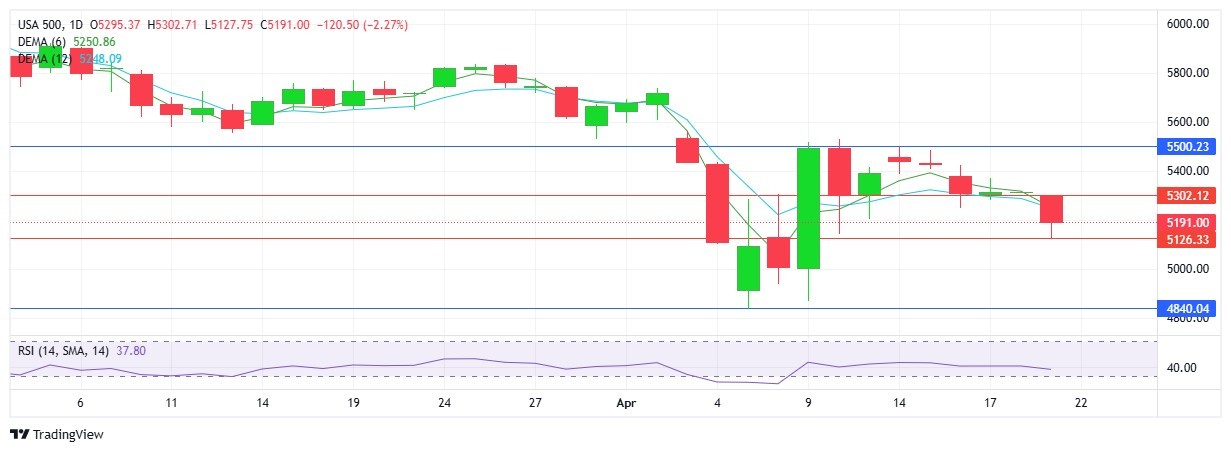 USA 500, 1D O5295.37 H5302.71 L5127.75 C5191.00 −120.50 (−2.27%)
DEMA (6) 5250.86
DEMA (12) 5248.09
6000.00
5800.00
5600.00
5500.23
5400.00
5302.12
5191.00
5126.33
5000.00
4840.04
4800.00
RSI (14, SMA, 14) 37.80
40.00
6 11 14 19 24 27 Apr 4 9 14 17 22
TradingView